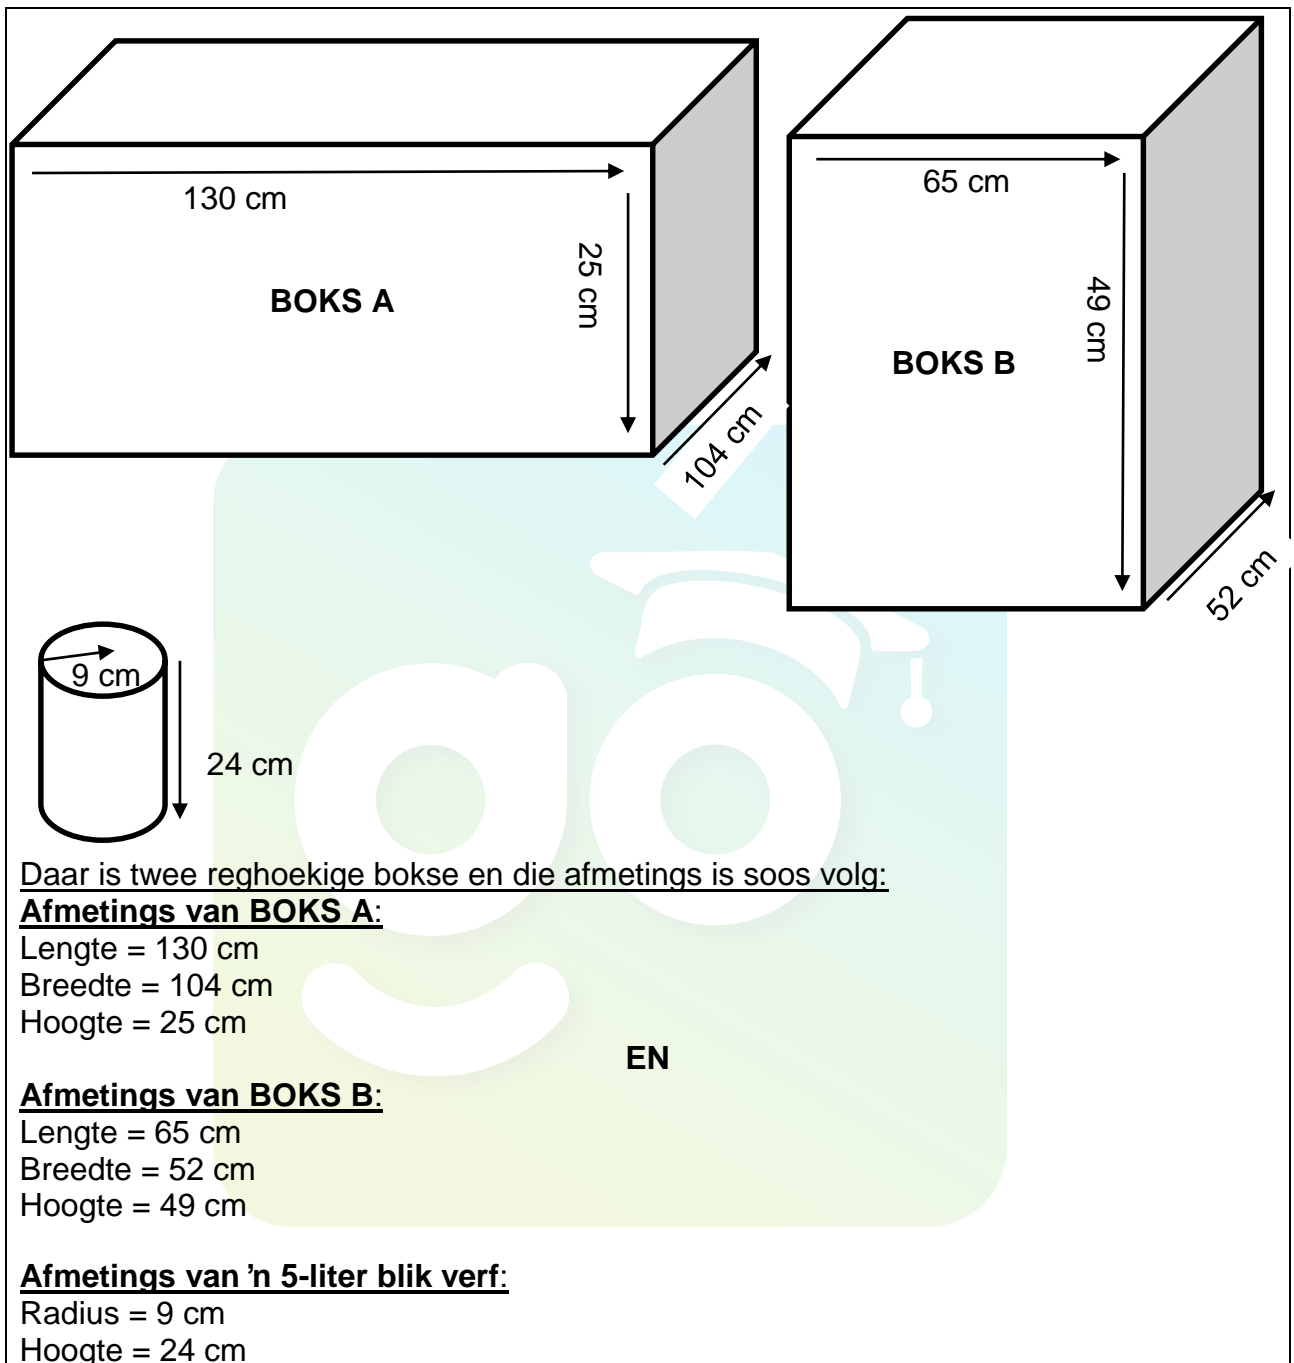 130 cm
25 cm
BOKS A
104 cm
65 cm
49 cm
BOKS B
52 cm
9 cm
24 cm
go
Daar is twee reghoekige bokse en die afmetings is soos volg:
Afmetings van BOKS A:
Lengte = 130 cm
Breedte = 104 cm
Hoogte = 25 cm
EN
Afmetings van BOKS B:
Lengte = 65 cm
Breedte = 52 cm
Hoogte = 49 cm
Afmetings van ’n 5-liter blik verf:
Radius = 9 cm
Hoogte = 24 cm